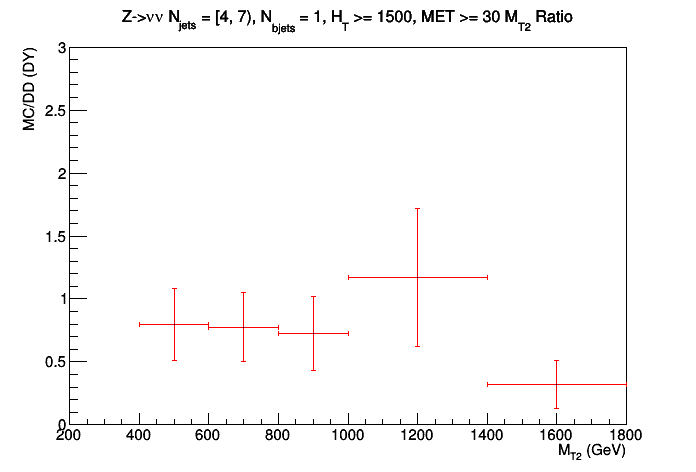 Z->νν N_jets = [4, 7), N_bjets = 1, H_T >= 1500, MET >= 30 M_T2 Ratio
MC/DD (DY)
3
2.5
2
1.5
1
0.5
0
200 400 600 800 1000 1200 1400 1600 1800
M_T2 (GeV)